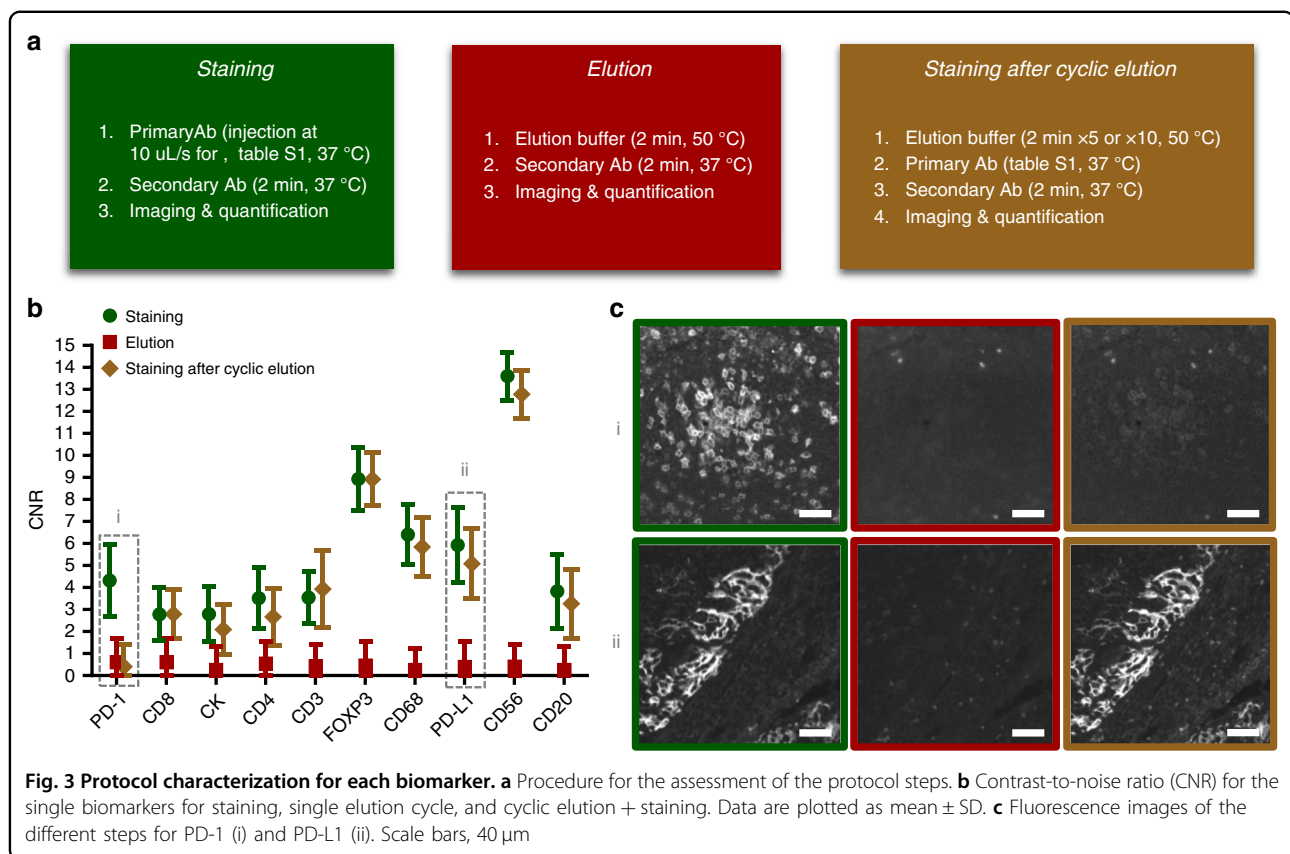 a
Staining
1. PrimaryAb (injection at
10 uL/s for , table S1, 37 °C)
2. Secondary Ab (2 min, 37 °C)
3. Imaging & quantification
Elution
1. Elution buffer (2 min, 50 °C)
2. Secondary Ab (2 min, 37 °C)
3. Imaging & quantification
Staining after cyclic elution
1. Elution buffer (2 min ×5 or ×10, 50 °C)
2. Primary Ab (table S1, 37 °C)
3. Secondary Ab (2 min, 37 °C)
4. Imaging & quantification
b
Staining
Elution
Staining after cyclic elution
15
14
13
12
11
10
9
8
7
6
5
4
3
2
1
0
CNR
i
ii
PD-1
CD8
CK
CD4
CD3
FOXP3
CD68
PD-L1
CD56
CD20
c
i
ii
Fig. 3 Protocol characterization for each biomarker. a Procedure for the assessment of the protocol steps. b Contrast-to-noise ratio (CNR) for the
single biomarkers for staining, single elution cycle, and cyclic elution + staining. Data are plotted as mean ± SD. c Fluorescence images of the
different steps for PD-1 (i) and PD-L1 (ii). Scale bars, 40 µm